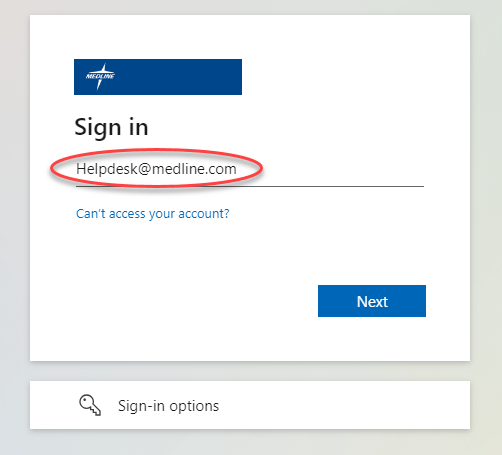 MEDLINE
Sign in
Helpdesk@medline.com
Can't access your account?
Next
Sign-in options